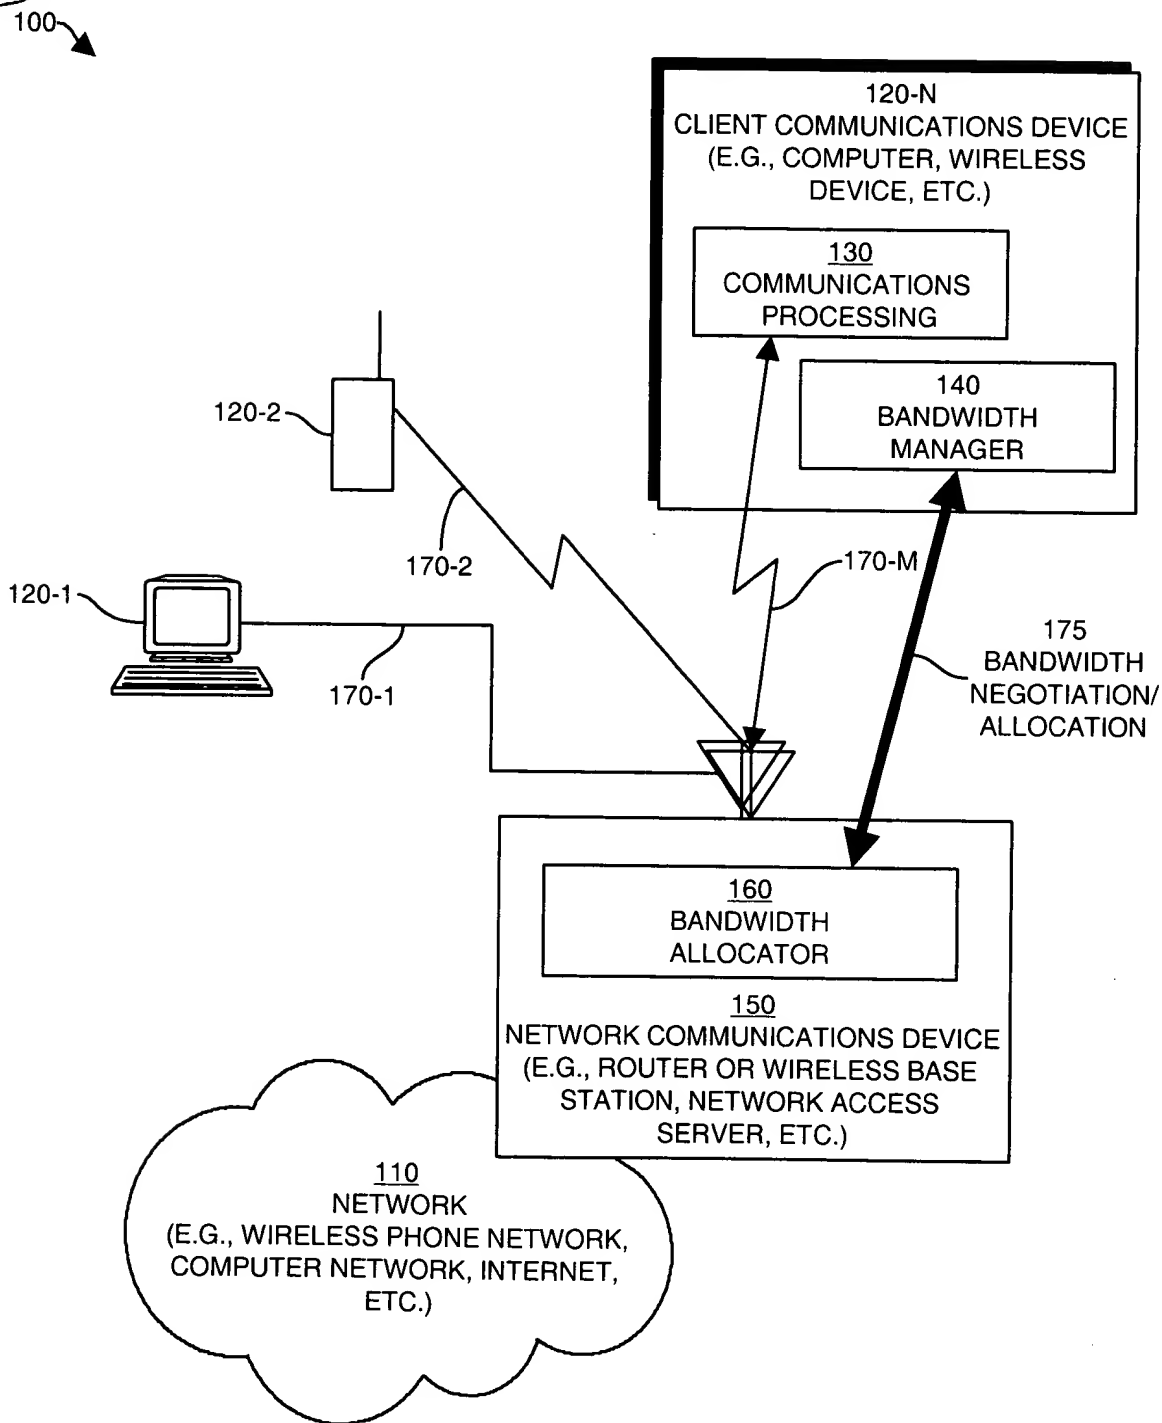 100
120-N
CLIENT COMMUNICATIONS DEVICE
(E.G., COMPUTER, WIRELESS
DEVICE, ETC.)
130
COMMUNICATIONS
PROCESSING
140
BANDWIDTH
MANAGER
120-2
170-2
170-M
120-1
170-1
175
BANDWIDTH
NEGOTIATION/
ALLOCATION
160
BANDWIDTH
ALLOCATOR
150
NETWORK COMMUNICATIONS DEVICE
(E.G., ROUTER OR WIRELESS BASE
STATION, NETWORK ACCESS
SERVER, ETC.)
110
NETWORK
(E.G., WIRELESS PHONE NETWORK,
COMPUTER NETWORK, INTERNET,
ETC.)